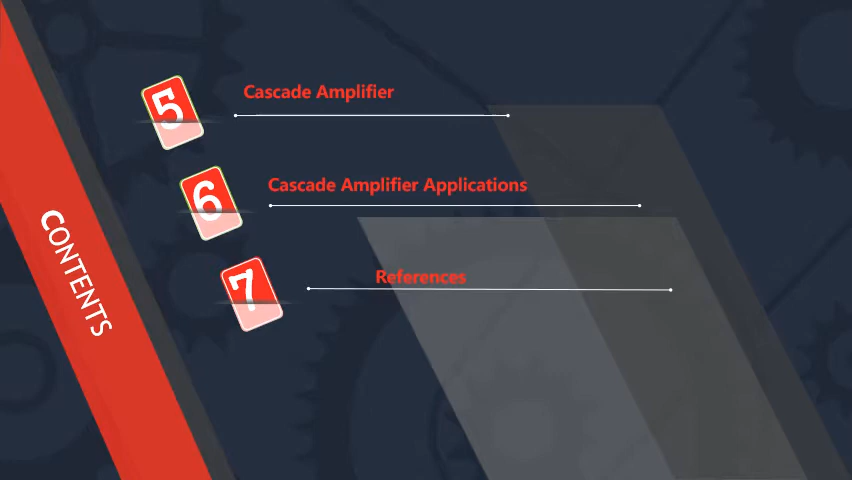 CONTENTS
5
Cascade Amplifier
6
Cascade Amplifier Applications
7
References